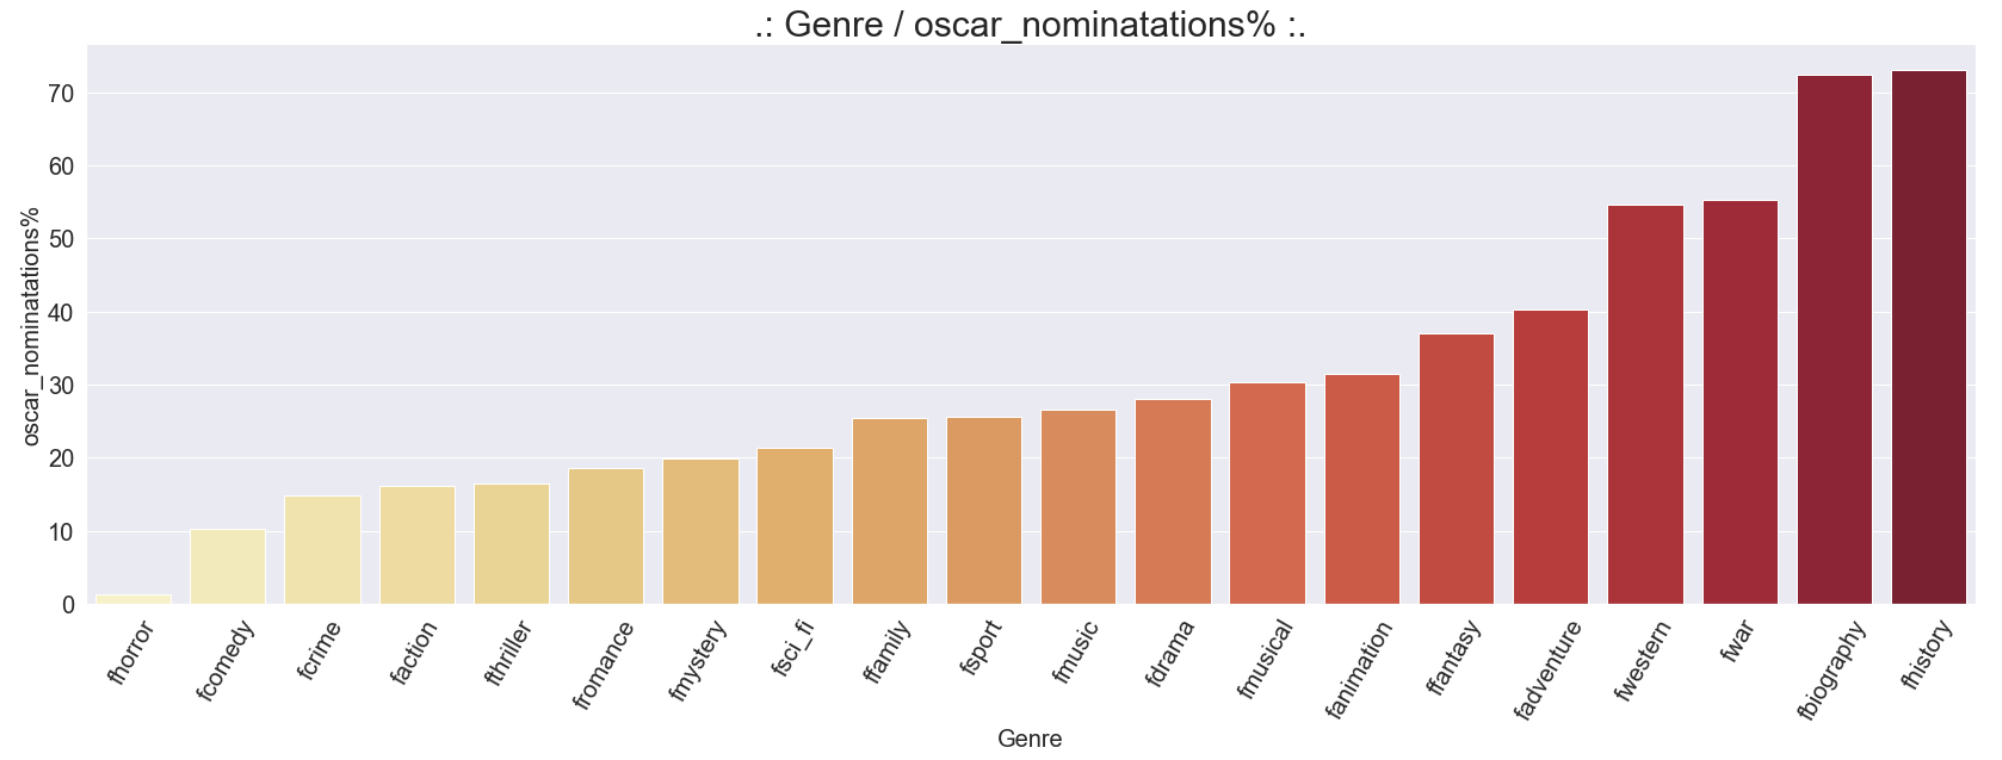 .: Genre / oscar_nominatations% :.
oscar_nominatations%
70
60
50
40
30
20
10
0
fhorror
fcomedy
fcrime
faction
fthriller
fromance
fmystery
fsci_fi
ffamily
fsport
fmusic
fdrama
fmusical
fanimation
ffantasy
fadventure
fwestern
fwar
fbiography
fhistory
Genre